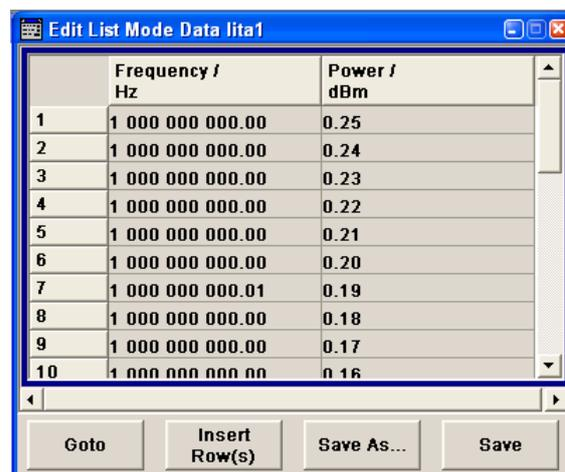 Edit List Mode Data lita1
Frequency / Power /
Hz dBm
1 1 000 000 000.00 0.25
2 1 000 000 000.00 0.24
3 1 000 000 000.00 0.23
4 1 000 000 000.00 0.22
5 1 000 000 000.00 0.21
6 1 000 000 000.00 0.20
7 1 000 000 000.01 0.19
8 1 000 000 000.00 0.18
9 1 000 000 000.00 0.17
10 1 000 000 000.00 0.16
Goto Insert Row(s) Save As... Save